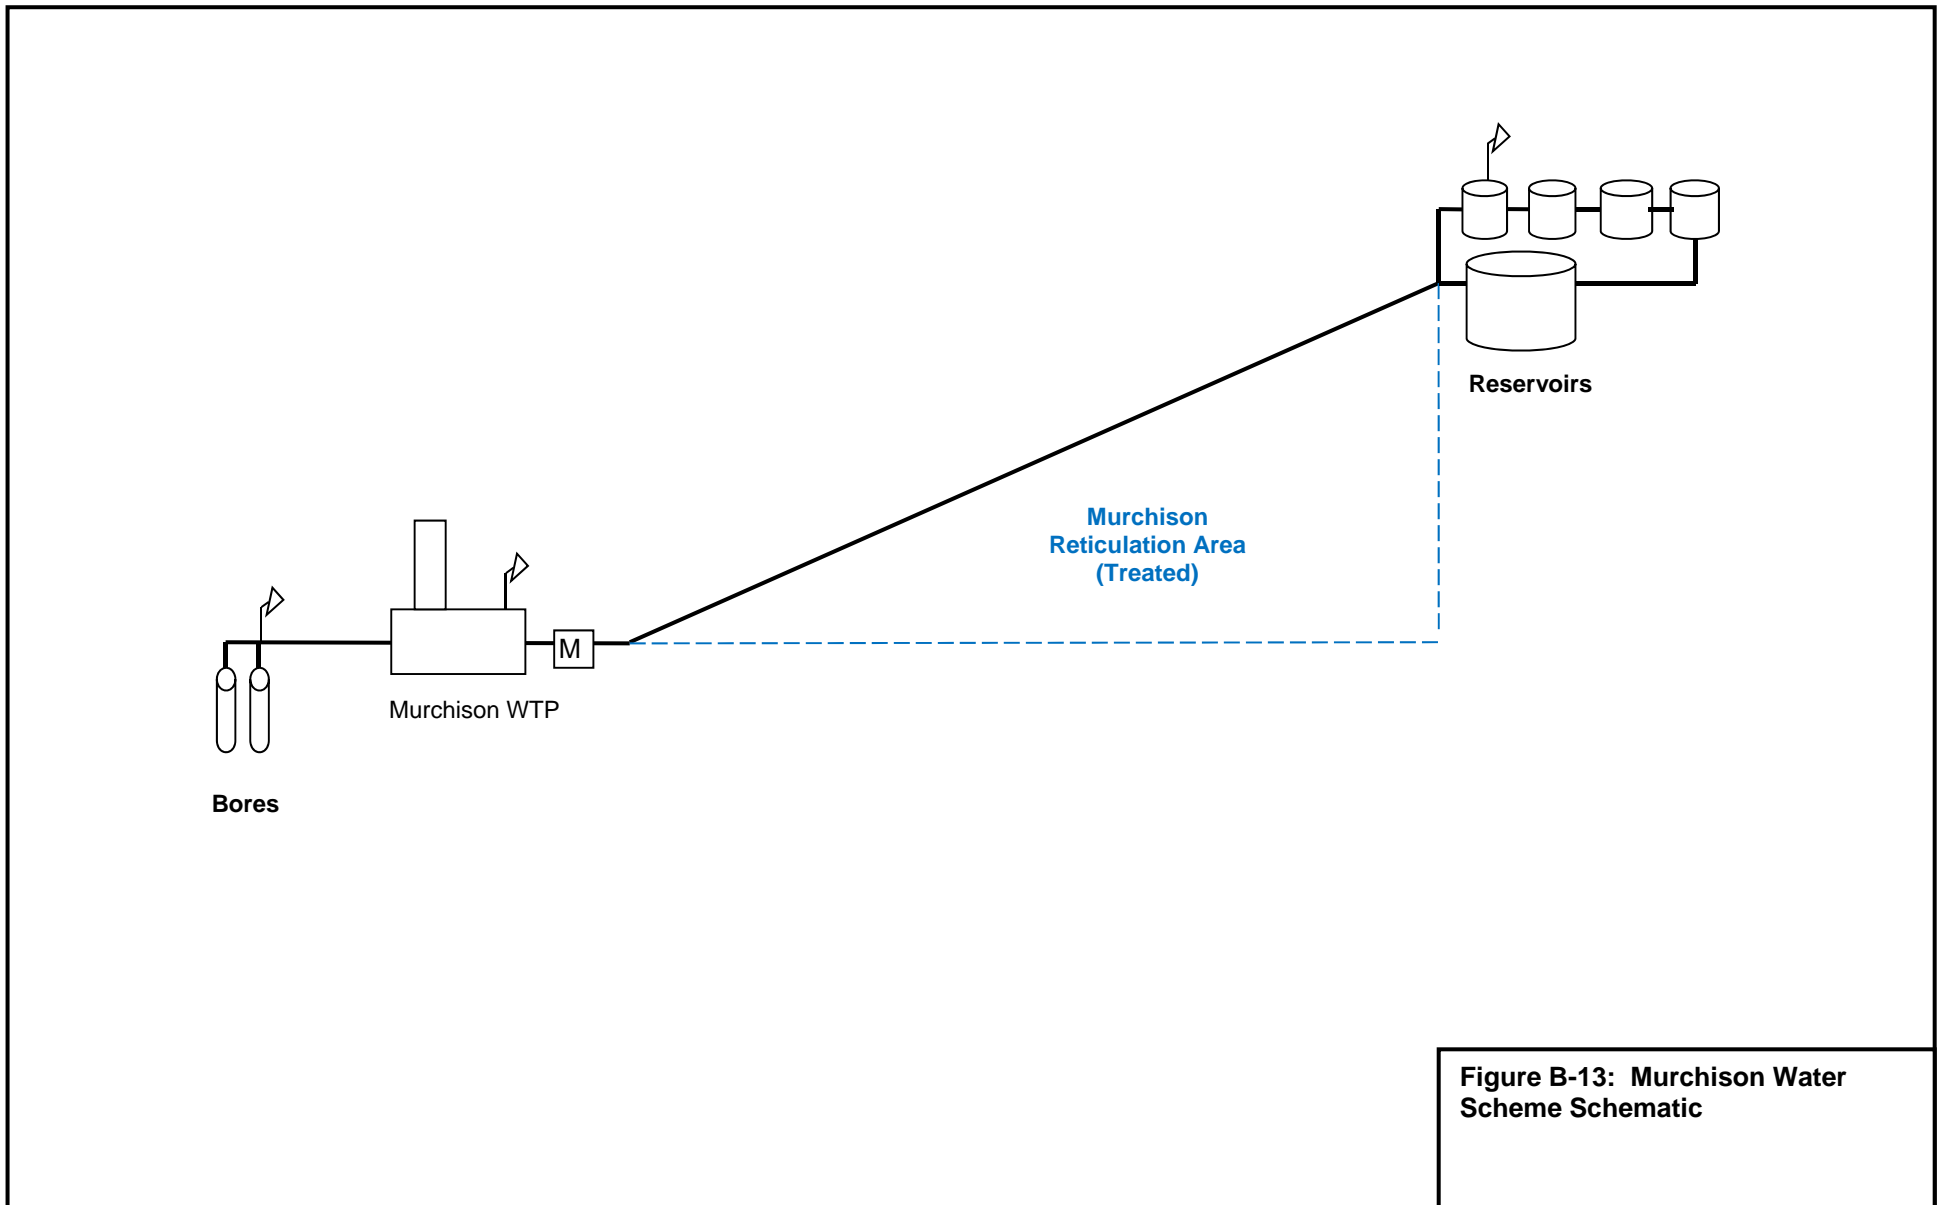 Reservoirs
Murchison
Reticulation Area
(Treated)
M
Murchison WTP
Bores
Figure B-13: Murchison Water
Scheme Schematic